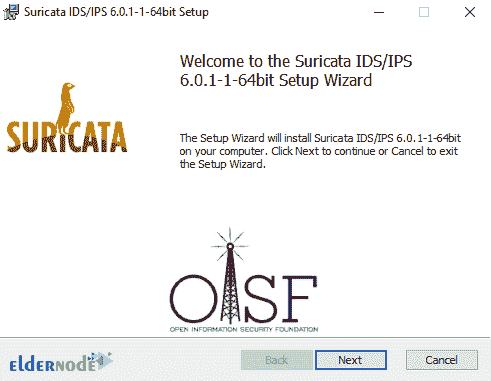 Suricata IDS/IPS 6.0.1-1-64bit Setup
Welcome to the Suricata IDS/IPS
6.0.1-1-64bit Setup Wizard
SURICATA
The Setup Wizard will install Suricata IDS/IPS 6.0.1-1-64bit
on your computer. Click Next to continue or Cancel to exit
the Setup Wizard.
OISF
OPEN INFORMATION SECURITY FOUNDATION
ELDERNODE
Back Next Cancel